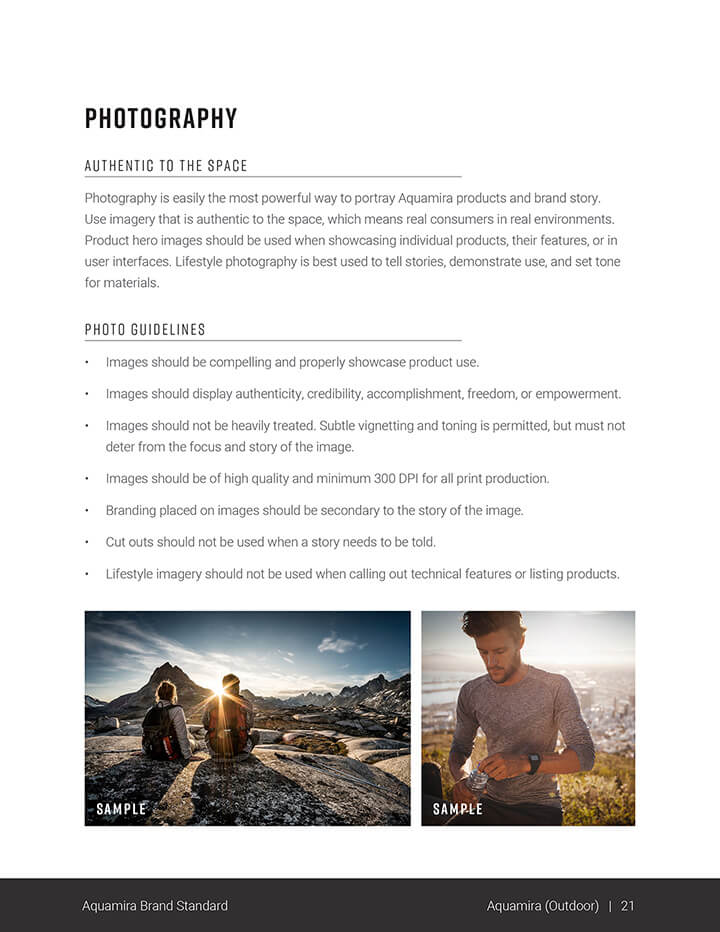 PHOTOGRAPHY
AUTHENTIC TO THE SPACE
Photography is easily the most powerful way to portray Aquamira products and brand story.
Use imagery that is authentic to the space, which means real consumers in real environments.
Product hero images should be used when showcasing individual products, their features, or in
user interfaces. Lifestyle photography is best used to tell stories, demonstrate use, and set tone
for materials.
PHOTO GUIDELINES
• Images should be compelling and properly showcase product use.
• Images should display authenticity, credibility, accomplishment, freedom, or empowerment.
• Images should not be heavily treated. Subtle vignetting and toning is permitted, but must not
deter from the focus and story of the image.
• Images should be of high quality and minimum 300 DPI for all print production.
• Branding placed on images should be secondary to the story of the image.
• Cut outs should not be used when a story needs to be told.
• Lifestyle imagery should not be used when calling out technical features or listing products.
SAMPLE
SAMPLE
Aquamira Brand Standard
Aquamira (Outdoor) | 21